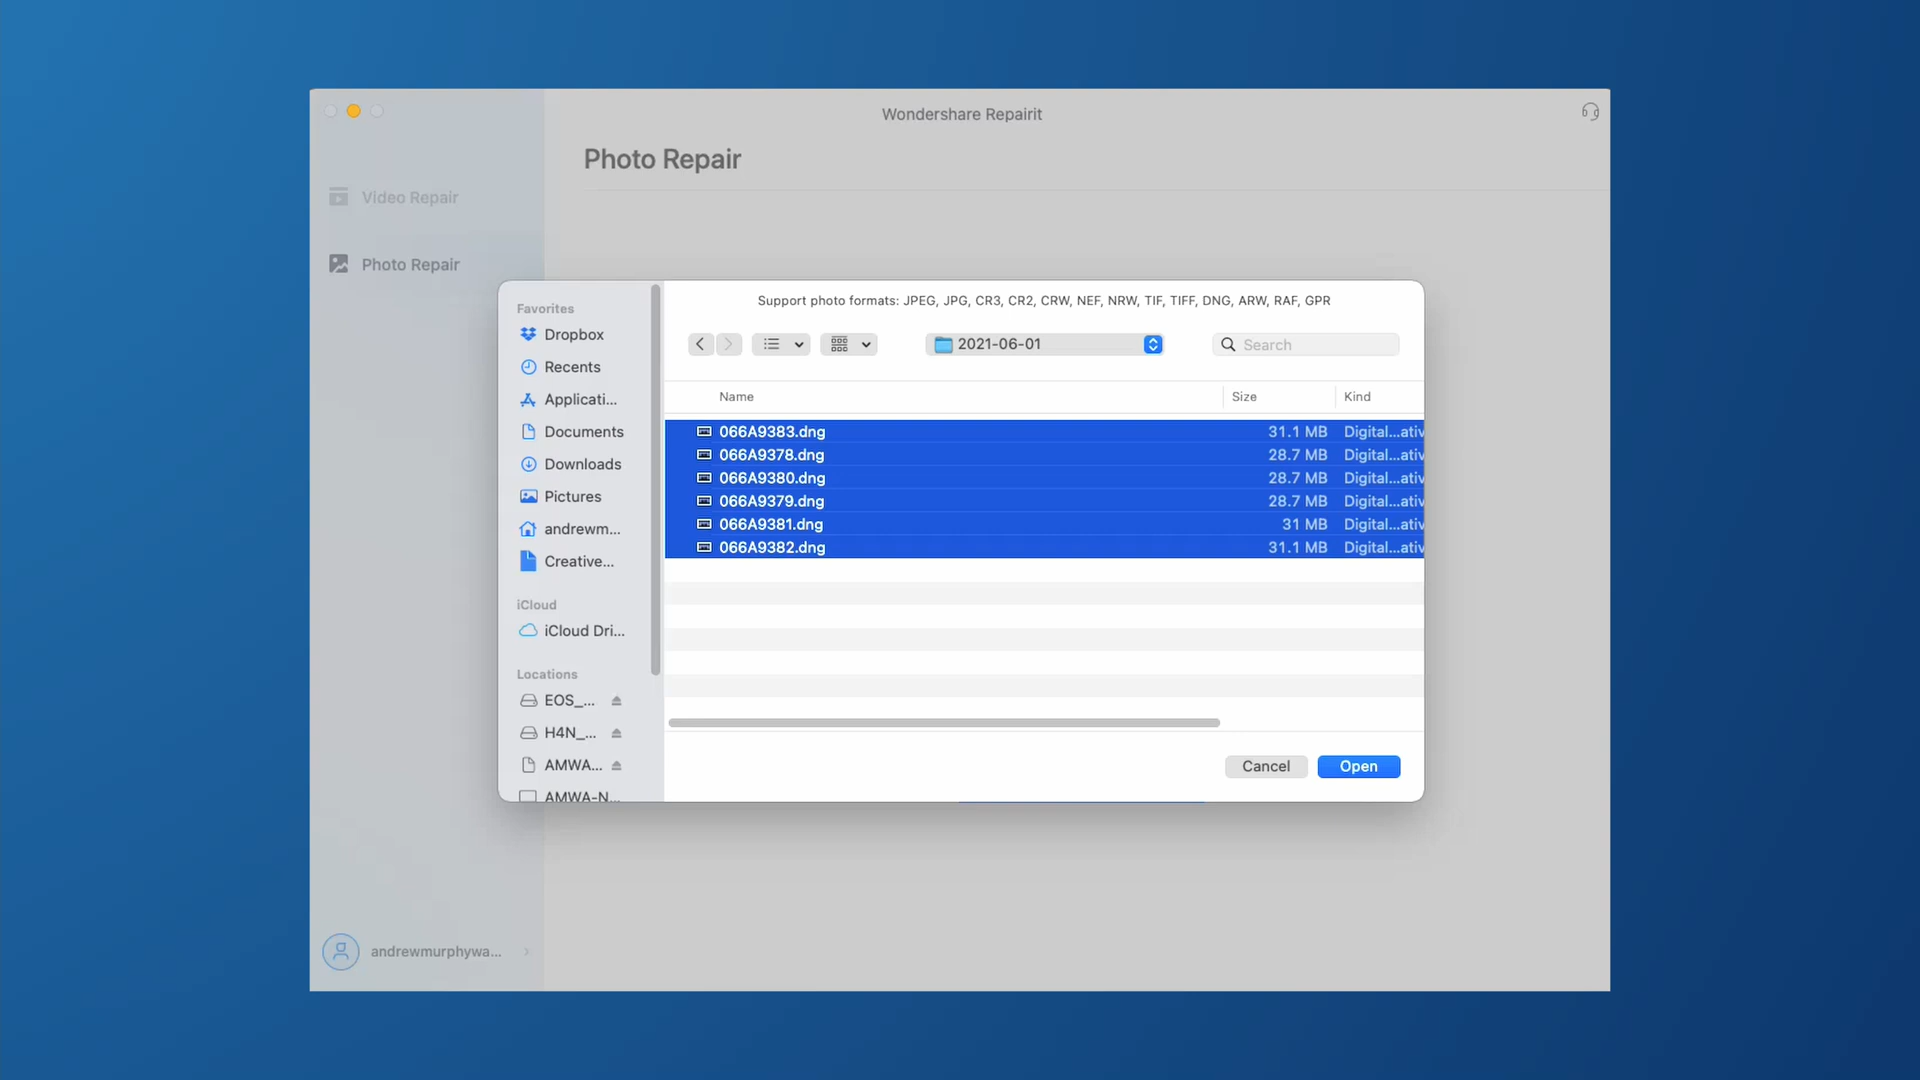 Wondershare Repairit
Photo Repair
Video Repair
Photo Repair
Support photo formats: JPEG, JPG, CR3, CR2, CRW, NEF, NRW, TIF, TIFF, DNG, ARW, RAF, GPR
2021-06-01
Search
Favorites
Dropbox
Recents
Applicati...
Documents
Downloads
Pictures
andrewm...
Creative...
iCloud
iCloud Dri...
Locations
EOS_...
H4N_...
AMWA...
AMWA-N...
Name Size Kind
066A9383.dng 31.1 MB Digital...ativ
066A9378.dng 28.7 MB Digital...ativ
066A9380.dng 28.7 MB Digital...ativ
066A9379.dng 28.7 MB Digital...ativ
066A9381.dng 31 MB Digital...ativ
066A9382.dng 31.1 MB Digital...ativ
Cancel Open
andrewmurphywa...